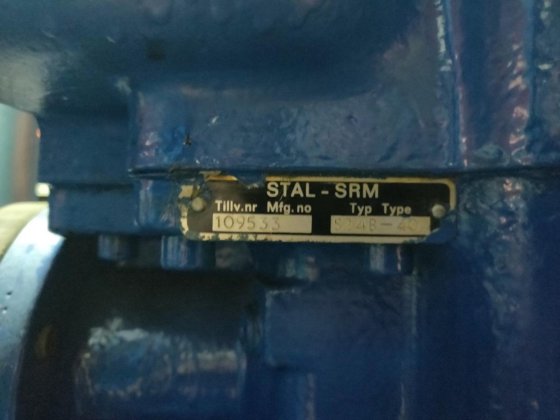 STAL - SRM
Tillv.nr Mfg.no Typ Type
109533